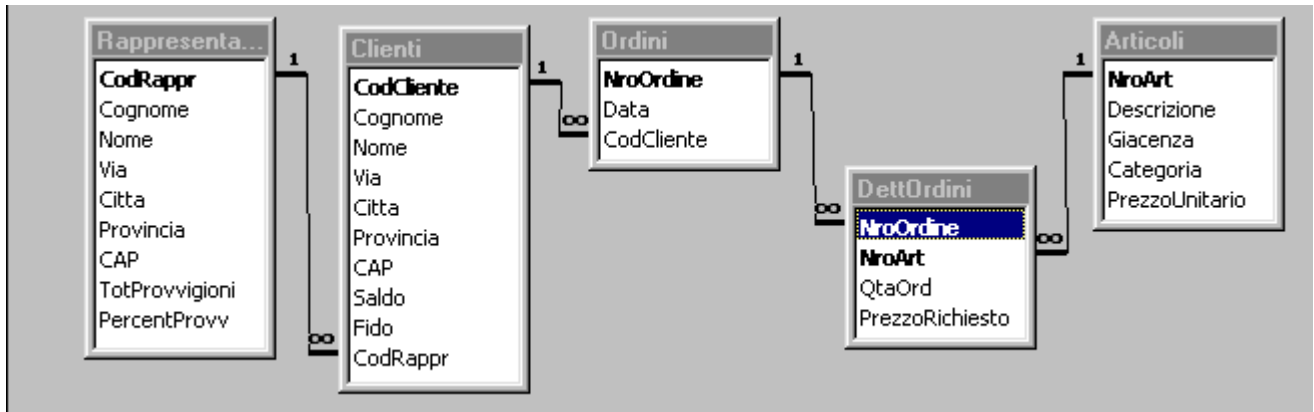 Rappresenta...
CodRappr
Cognome
Nome
Via
Citta
Provincia
CAP
TotProvvigioni
PercentProvv
1
∞
Clienti
CodCliente
Cognome
Nome
Via
Citta
Provincia
CAP
Saldo
Fido
CodRappr
1
∞
Ordini
NroOrdine
Data
CodCliente
1
∞
DettOrdini
NroOrdine
NroArt
QtaOrd
PrezzoRichiesto
∞
1
Articoli
NroArt
Descrizione
Giacenza
Categoria
PrezzoUnitario